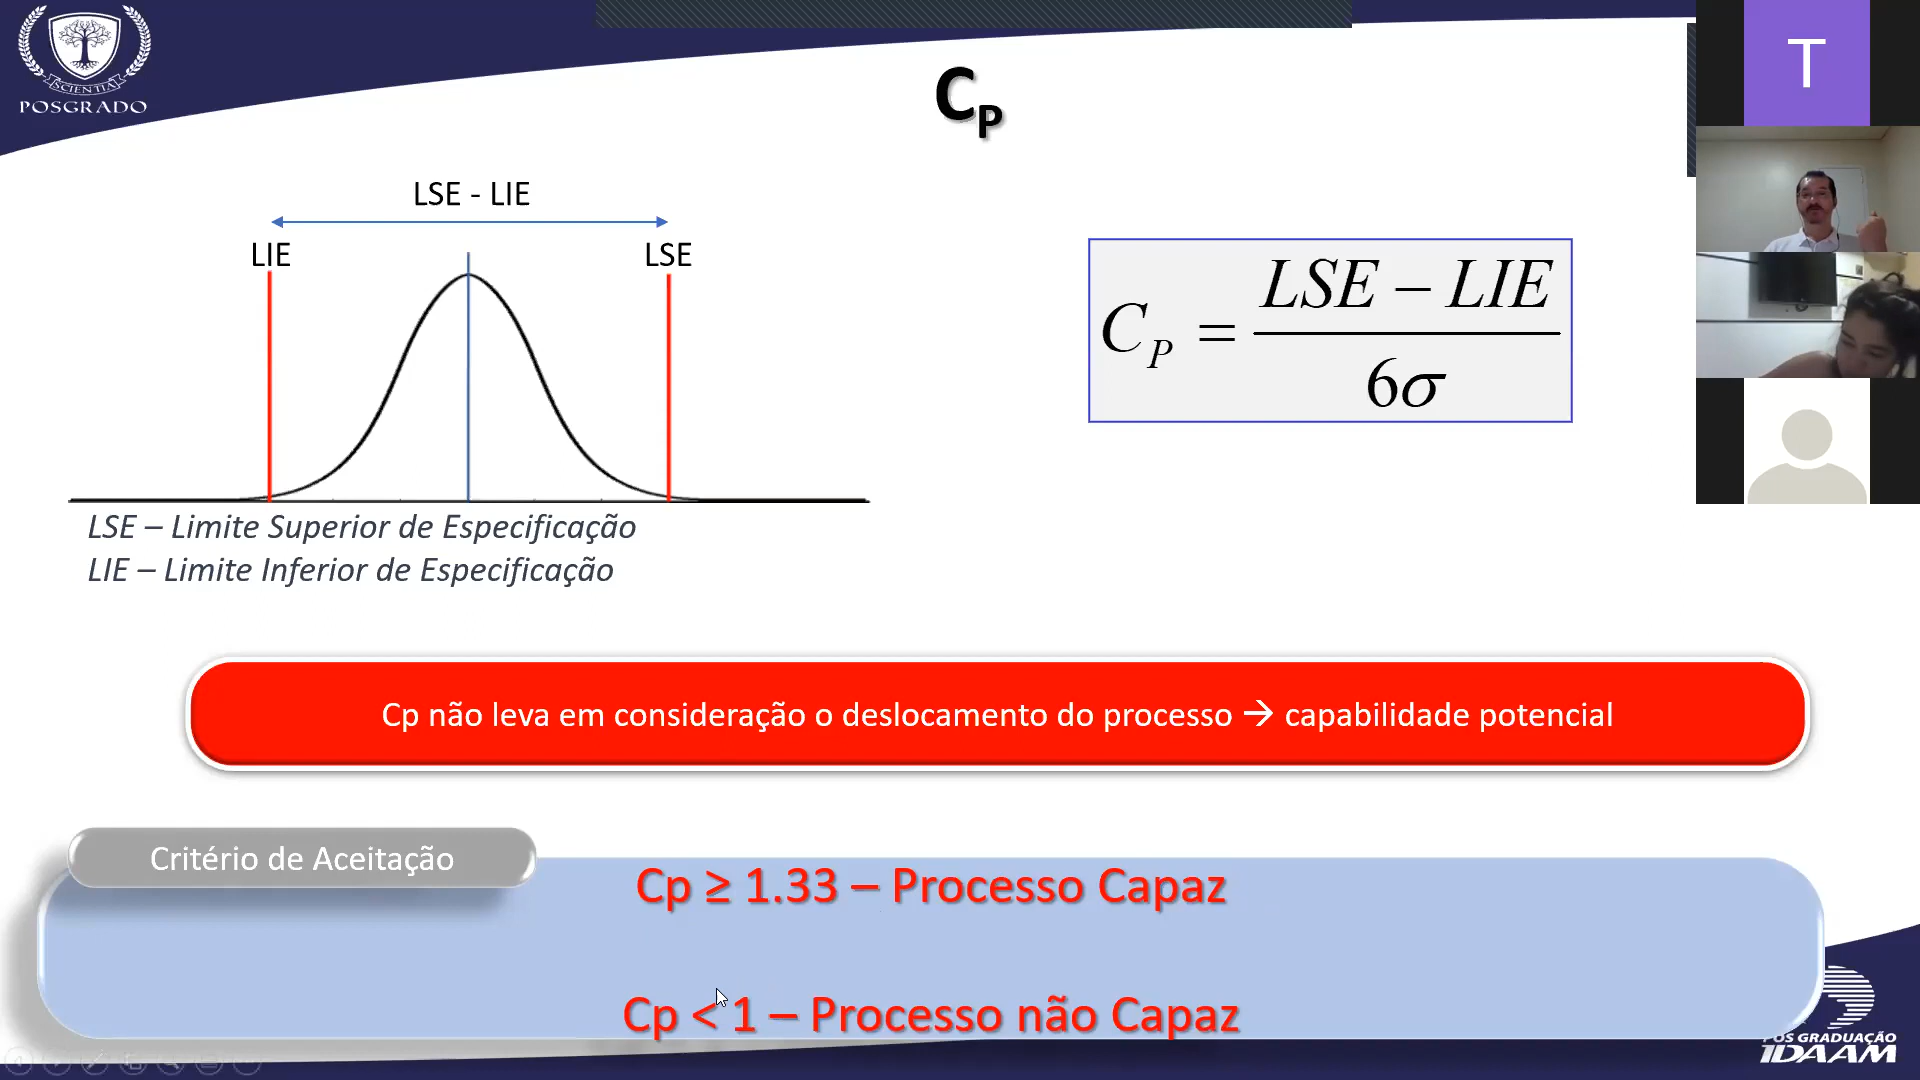 SCIENTIA
POSGRADO
CP
T
LSE - LIE
LIE
LSE
CP = LSE – LIE
6σ
LSE – Limite Superior de Especificação
LIE – Limite Inferior de Especificação
Cp não leva em consideração o deslocamento do processo → capabilidade potencial
Critério de Aceitação
Cp ≥ 1.33 – Processo Capaz
Cp < 1 – Processo não Capaz
PÓS GRADUAÇÃO
IDAAM